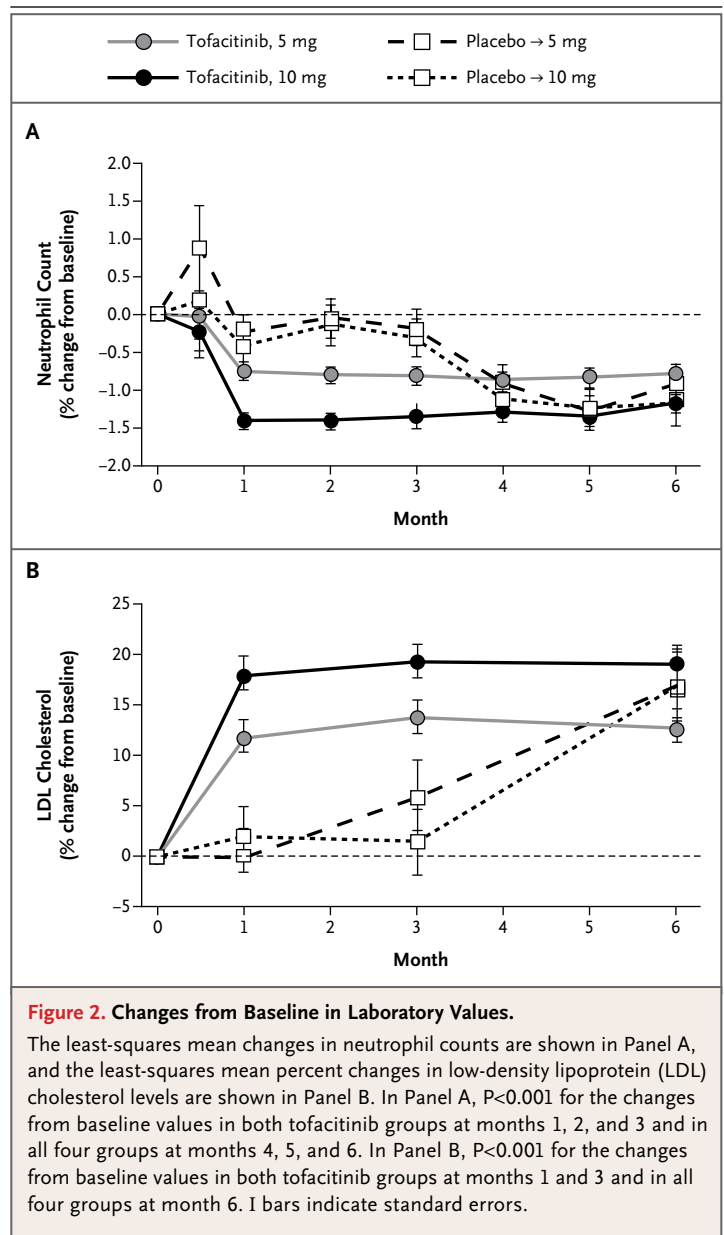 Tofacitinib, 5 mg
Placebo → 5 mg
Tofacitinib, 10 mg
Placebo → 10 mg
A
Neutrophil Count
(% change from baseline)
2.0
1.5
1.0
0.5
0.0
−0.5
−1.0
−1.5
−2.0
0 1 2 3 4 5 6
Month
B
LDL Cholesterol
(% change from baseline)
25
20
15
10
5
0
−5
0 1 2 3 4 5 6
Month
Figure 2. Changes from Baseline in Laboratory Values.
The least-squares mean changes in neutrophil counts are shown in Panel A,
and the least-squares mean percent changes in low-density lipoprotein (LDL)
cholesterol levels are shown in Panel B. In Panel A, P<0.001 for the changes
from baseline values in both tofacitinib groups at months 1, 2, and 3 and in
all four groups at months 4, 5, and 6. In Panel B, P<0.001 for the changes
from baseline values in both tofacitinib groups at months 1 and 3 and in all
four groups at month 6. I bars indicate standard errors.